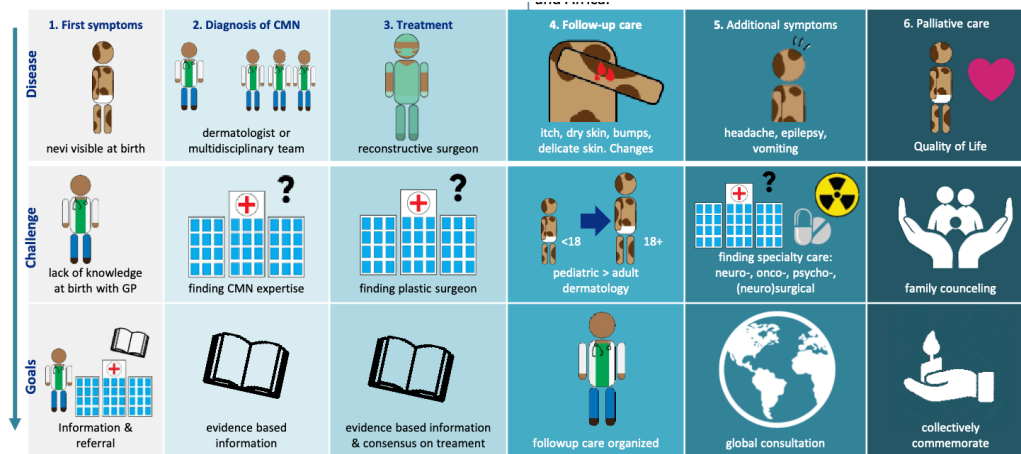 and Africa.
1. First symptoms
2. Diagnosis of CMN
3. Treatment
4. Follow-up care
5. Additional symptoms
6. Palliative care
Disease
nevi visible at birth
dermatologist or
multidisciplinary team
reconstructive surgeon
itch, dry skin, bumps,
delicate skin. Changes
headache, epilepsy,
vomiting
Quality of Life
Challenge
lack of knowledge
at birth with GP
?
finding CMN expertise
?
finding plastic surgeon
<18
18+
pediatric > adult
dermatology
?
finding specialty care:
neuro-, onco-, psycho-,
(neuro)surgical
family counceling
Goals
Information &
referral
evidence based
information
evidence based information
& consensus on treament
followup care organized
global consultation
collectively
commemorate